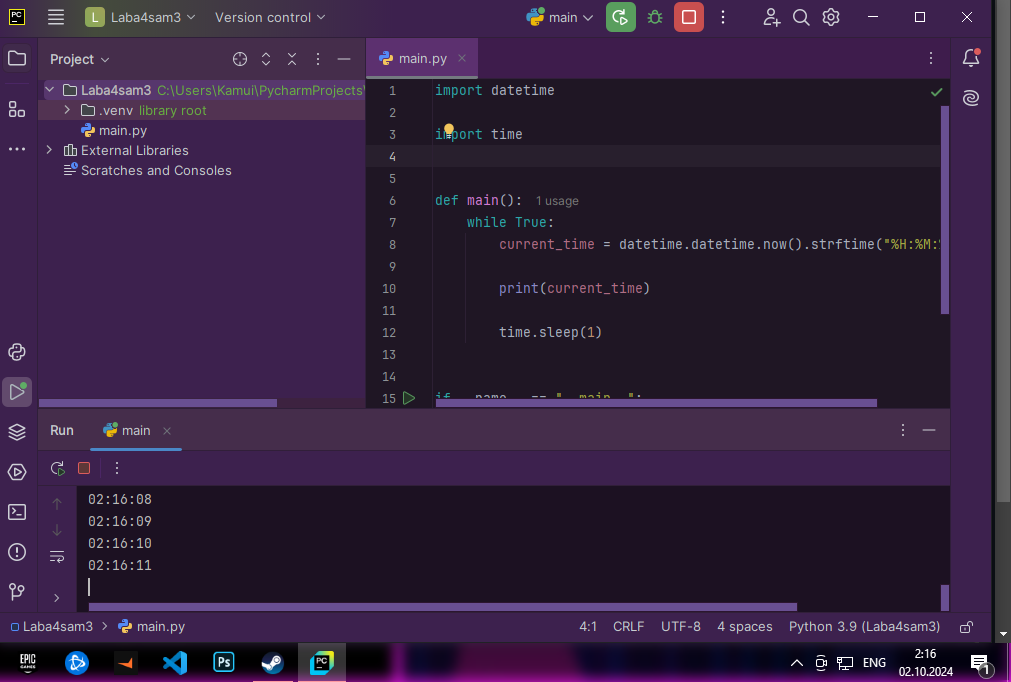 PC L Laba4sam3 Version control main
Project
main.py
Laba4sam3 C:\Users\Kamui\PycharmProjects\
.venv library root
main.py
External Libraries
Scratches and Consoles
1 import datetime
2
3 import time
4
5
6 def main(): 1 usage
7 while True:
8 current_time = datetime.datetime.now().strftime("%H:%M:
9
10 print(current_time)
11
12 time.sleep(1)
13
14
15 if __name__ == "__main__":
Run main
02:16:08
02:16:09
02:16:10
02:16:11
Laba4sam3 > main.py 4:1 CRLF UTF-8 4 spaces Python 3.9 (Laba4sam3)
EPIC GAMES Ps PC ENG
2:16
02.10.2024
1